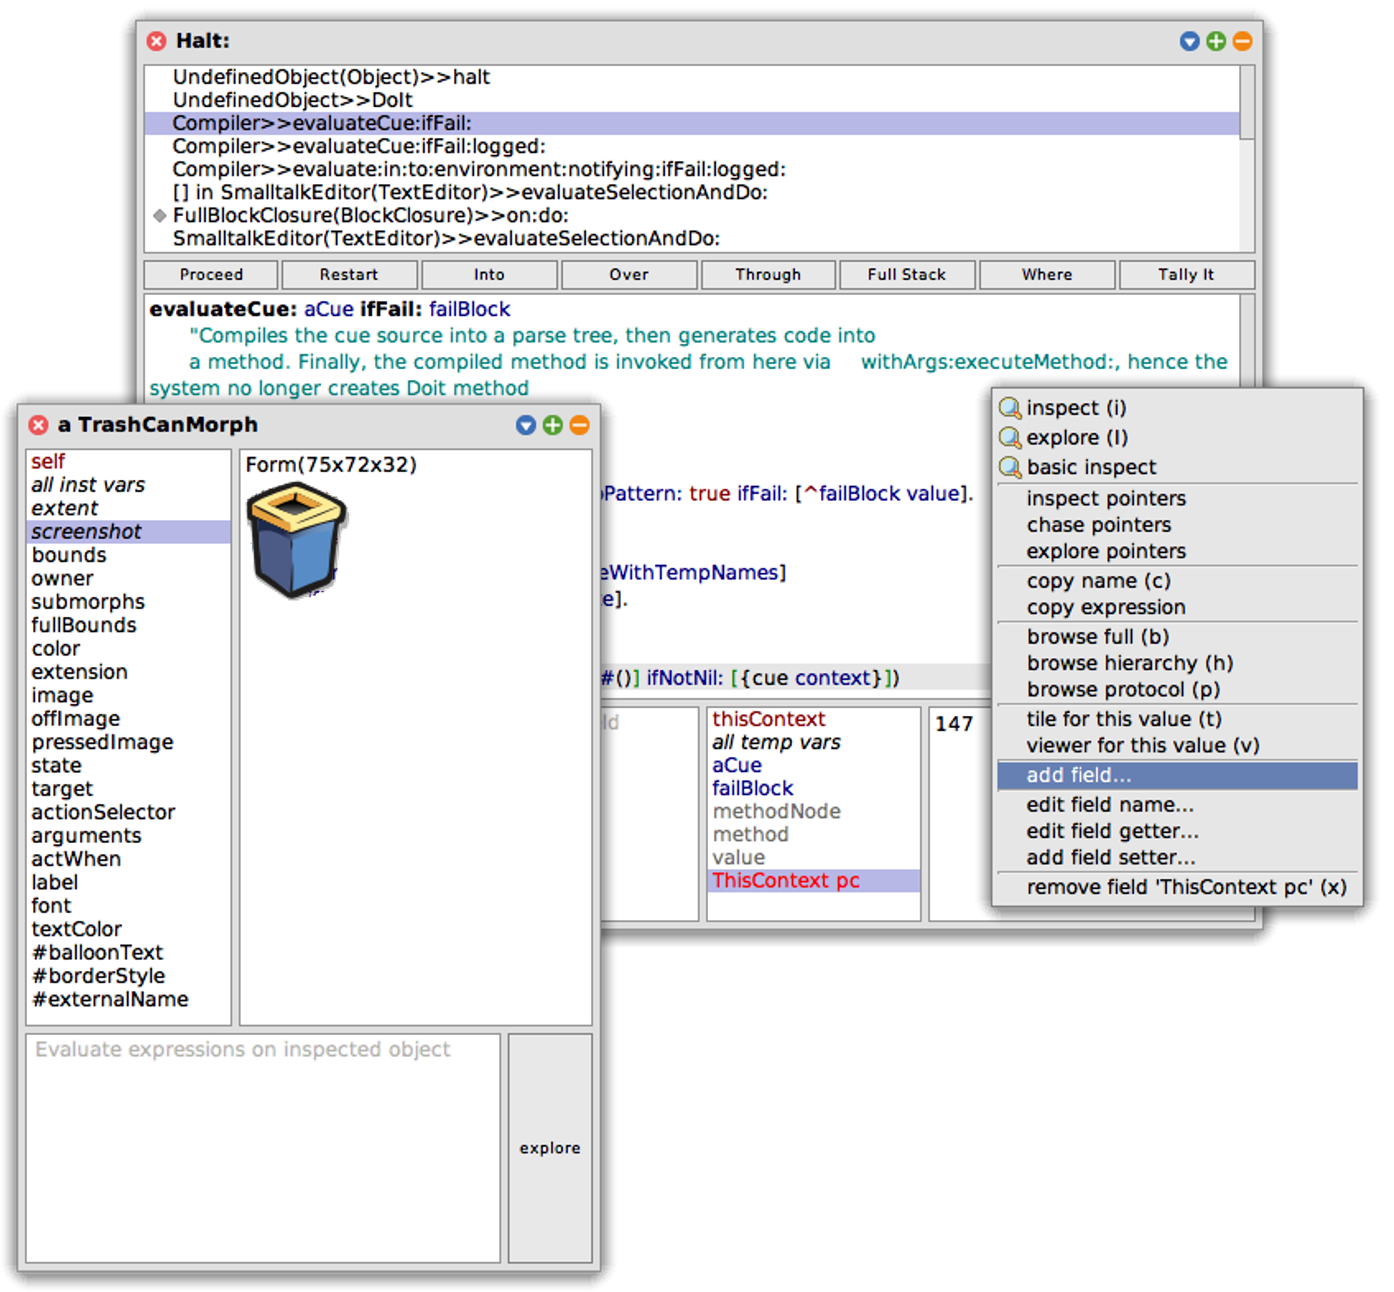 Halt:
UndefinedObject(Object)>>halt
UndefinedObject>>DoIt
Compiler>>evaluateCue:ifFail:
Compiler>>evaluateCue:ifFail:logged:
Compiler>>evaluate:in:to:environment:notifying:ifFail:logged:
[] in SmalltalkEditor(TextEditor)>>evaluateSelectionAndDo:
FullBlockClosure(BlockClosure)>>on:do:
SmalltalkEditor(TextEditor)>>evaluateSelectionAndDo:
Proceed Restart Into Over Through Full Stack Where Tally It
evaluateCue: aCue ifFail: failBlock
"Compiles the cue source into a parse tree, then generates code into
a method. Finally, the compiled method is invoked from here via withArgs:executeMethod:, hence the
system no longer creates Doit method
Pattern: true ifFail: [^failBlock value].
eWithTempNames]
e].
#()] ifNotNil: [{cue context}])
thisContext
all temp vars
aCue
failBlock
methodNode
method
value
ThisContext pc
147
a TrashCanMorph
self
all inst vars
extent
screenshot
bounds
owner
submorphs
fullBounds
color
extension
image
offImage
pressedImage
state
target
actionSelector
arguments
actWhen
label
font
textColor
#balloonText
#borderStyle
#externalName
Form(75x72x32)
Evaluate expressions on inspected object
explore
inspect (i)
explore (I)
basic inspect
inspect pointers
chase pointers
explore pointers
copy name (c)
copy expression
browse full (b)
browse hierarchy (h)
browse protocol (p)
tile for this value (t)
viewer for this value (v)
add field...
edit field name...
edit field getter...
add field setter...
remove field 'ThisContext pc' (x)